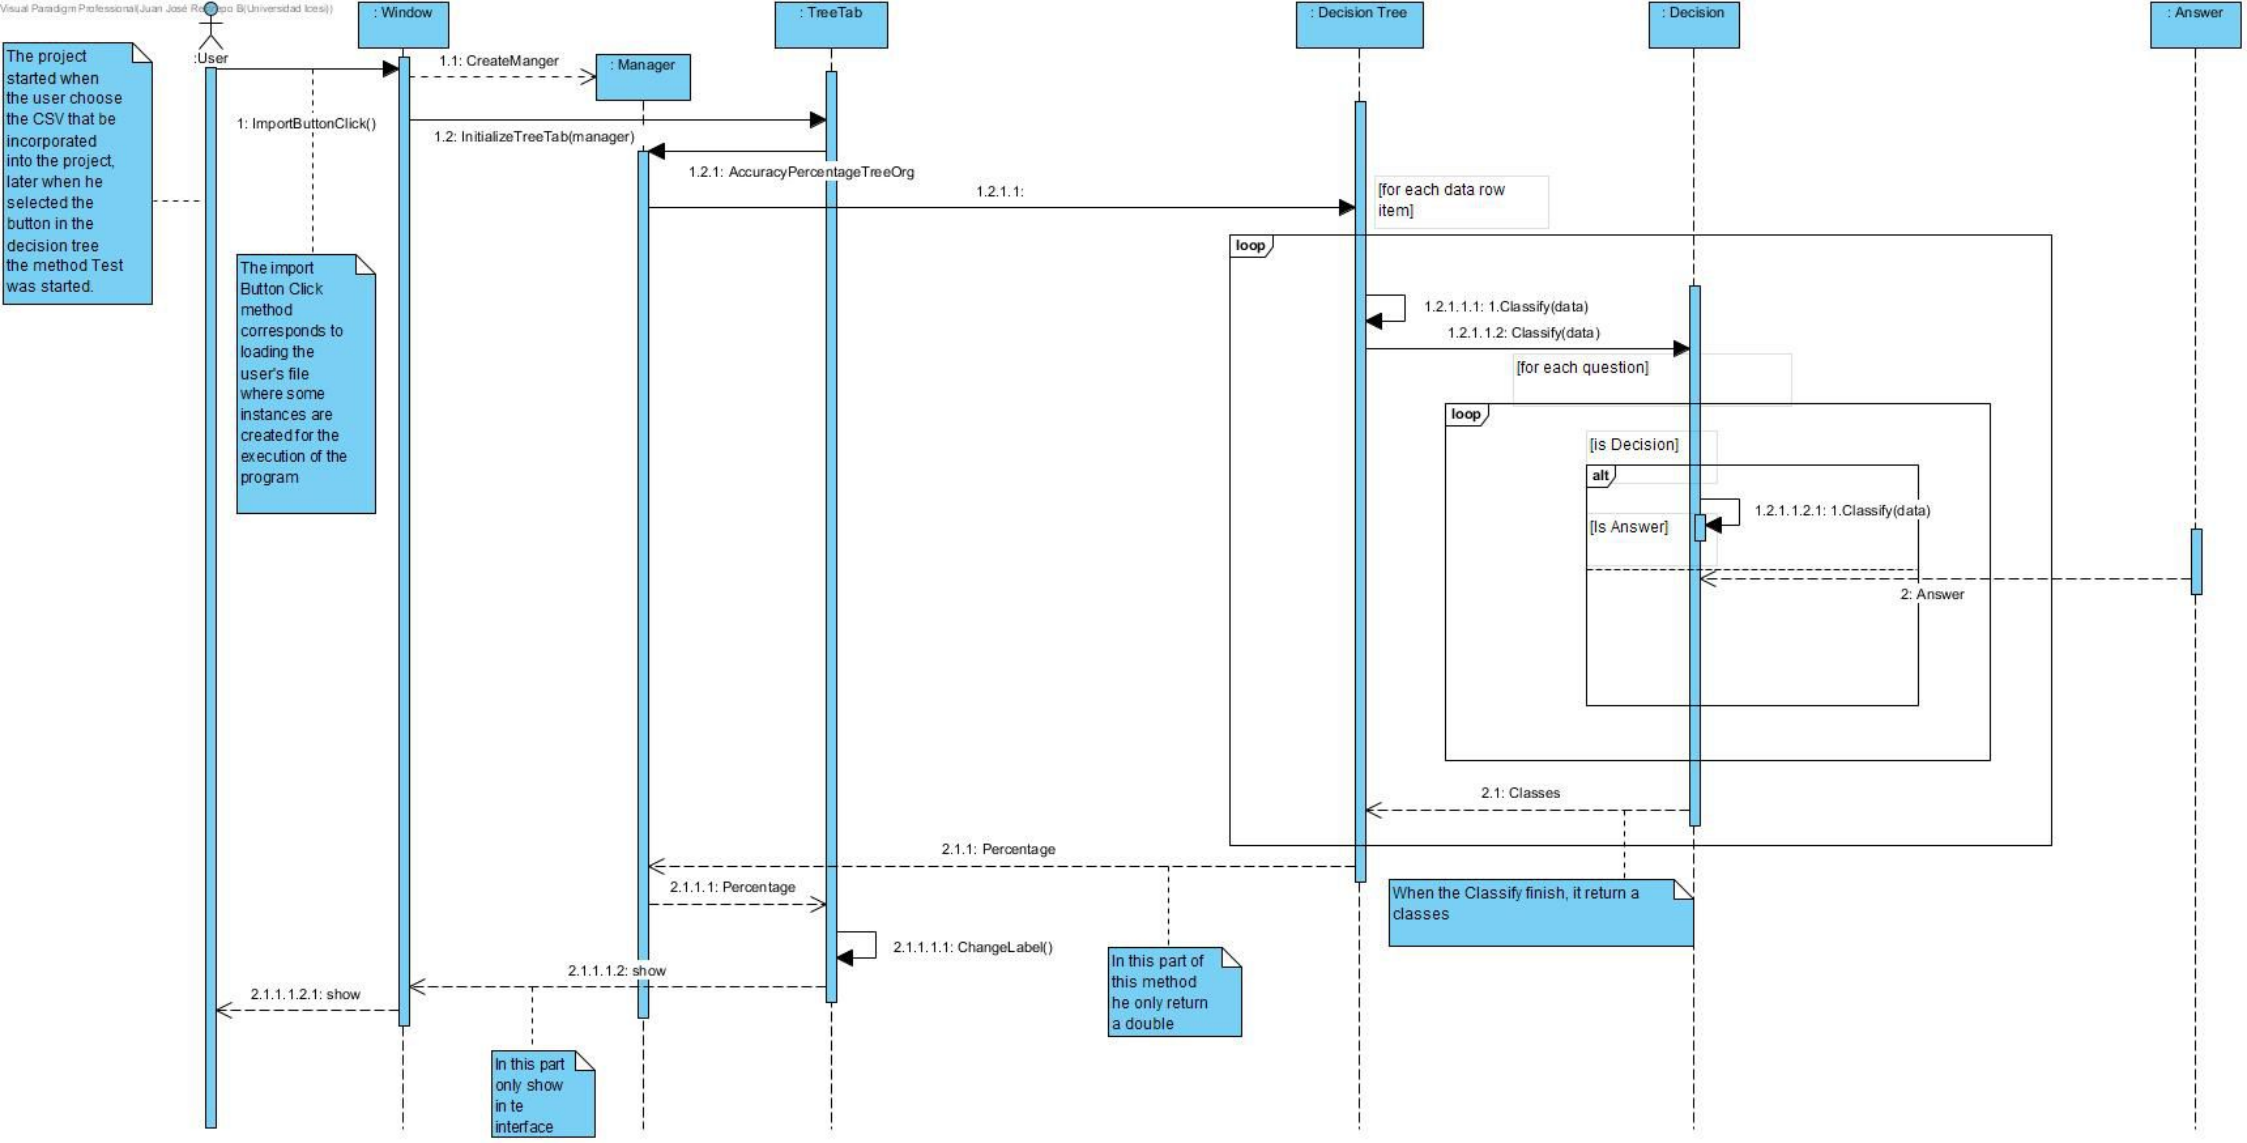 Visual Paradigm Professional(Juan José Restrepo B(Universidad Icesi))
: Window
: TreeTab
: Decision Tree
: Decision
: Answer
:User
The project
started when
the user choose
the CSV that be
incorporated
into the project,
later when he
selected the
button in the
decision tree
the method Test
was started.
1.1: CreateManger
: Manager
1: ImportButtonClick()
1.2: InitializeTreeTab(manager)
1.2.1: AccuracyPercentageTreeOrg
1.2.1.1:
[for each data row
item]
loop
The import
Button Click
method
corresponds to
loading the
user's file
where some
instances are
created for the
execution of the
program
1.2.1.1.1: 1.Classify(data)
1.2.1.1.2: Classify(data)
[for each question]
loop
[is Decision]
alt
1.2.1.1.2.1: 1.Classify(data)
[Is Answer]
2: Answer
2.1: Classes
2.1.1: Percentage
2.1.1.1: Percentage
When the Classify finish, it return a
classes
2.1.1.1.1: ChangeLabel()
In this part of
this method
he only return
a double
2.1.1.1.2: show
2.1.1.1.2.1: show
In this part
only show
in te
interface